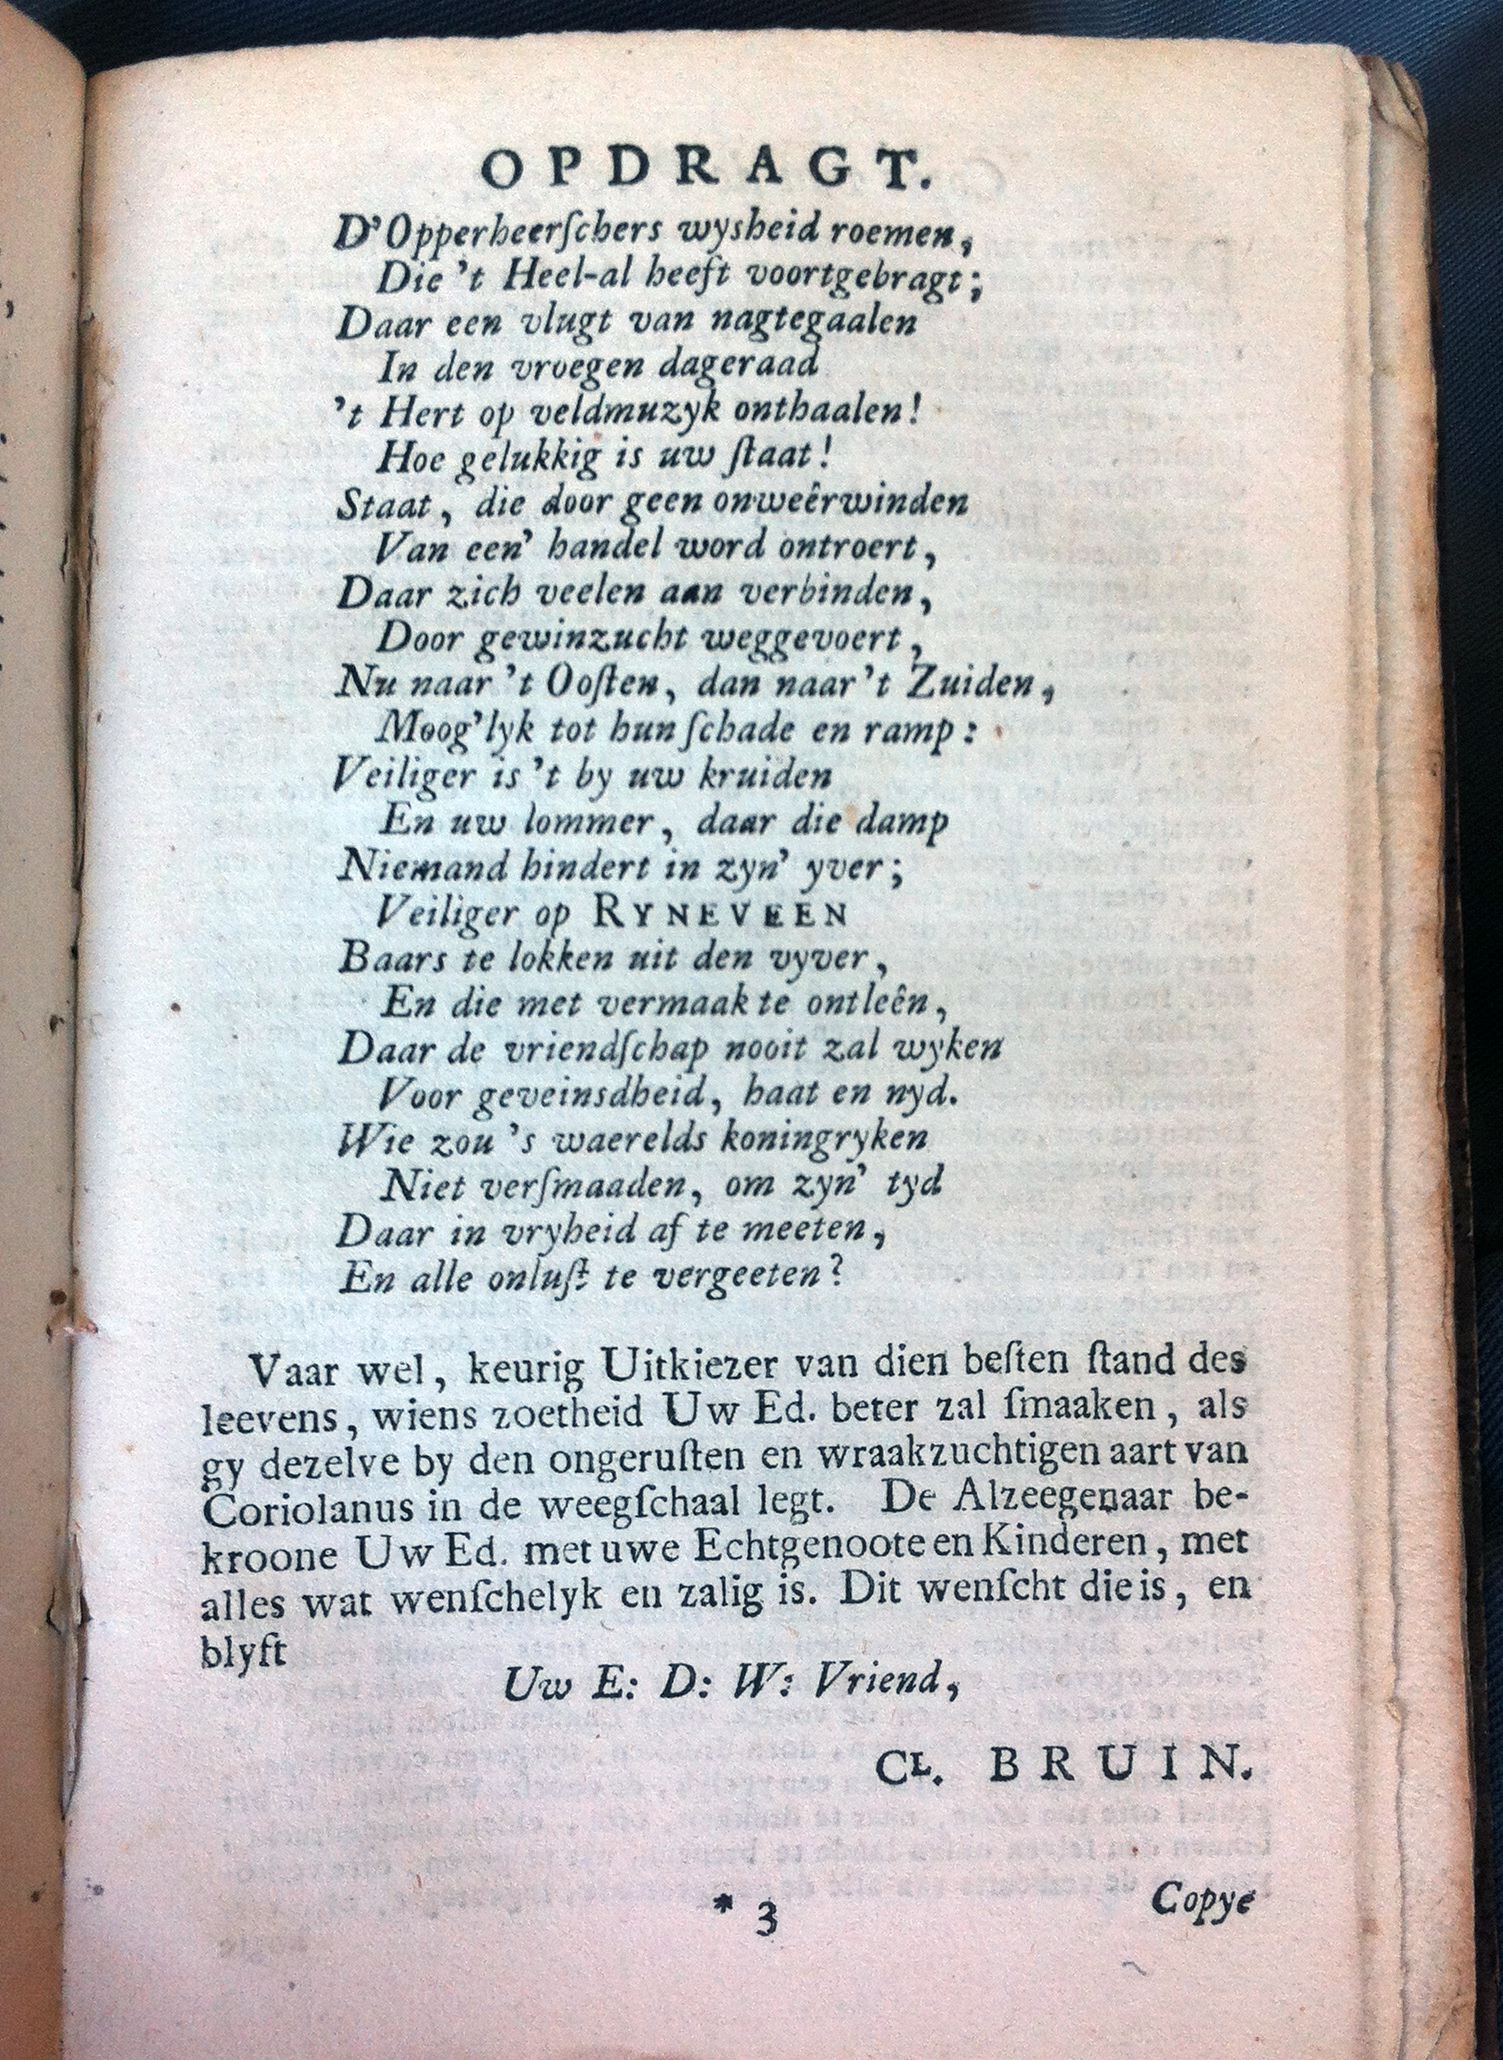 OPDRAGT.
D'Opperheerſchers wysheid roemen,
Die 't Heel-al heeft voortgebragt;
Daar een vlugt van nagtegaalen
In den vroegen dageraad
't Hert op veldmuzyk onthaalen!
Hoe gelukkig is uw ſtaat!
Staat, die door geen onweêrwinden
Van een' handel word ontroert,
Daar zich veelen aan verbinden,
Door gewinzucht weggevoert,
Nu naar 't Ooſten, dan naar 't Zuiden,
Moog'lyk tot hun ſchade en ramp:
Veiliger is 't by uw kruiden
En uw lommer, daar die damp
Niemand hindert in zyn' yver;
Veiliger op RYNEVEEN
Baars te lokken uit den vyver,
En die met vermaak te ontleên,
Daar de vriendſchap nooit zal wyken
Voor geveinsdheid, haat en nyd.
Wie zou 's waerelds koningryken
Niet verſmaaden, om zyn' tyd
Daar in vryheid af te meeten,
En alle onluſt te vergeeten?
Vaar wel, keurig Uitkiezer van dien beſten ſtand des
leevens, wiens zoetheid Uw Ed. beter zal ſmaaken, als
gy dezelve by den ongeruſten en wraakzuchtigen aart van
Coriolanus in de weegſchaal legt. De Alzeegenaar be-
kroone Uw Ed. met uwe Echtgenoote en Kinderen, met
alles wat wenſchelyk en zalig is. Dit wenſcht die is, en
blyft
Uw E: D: W: Vriend,
CL. BRUIN.
* 3
Copye